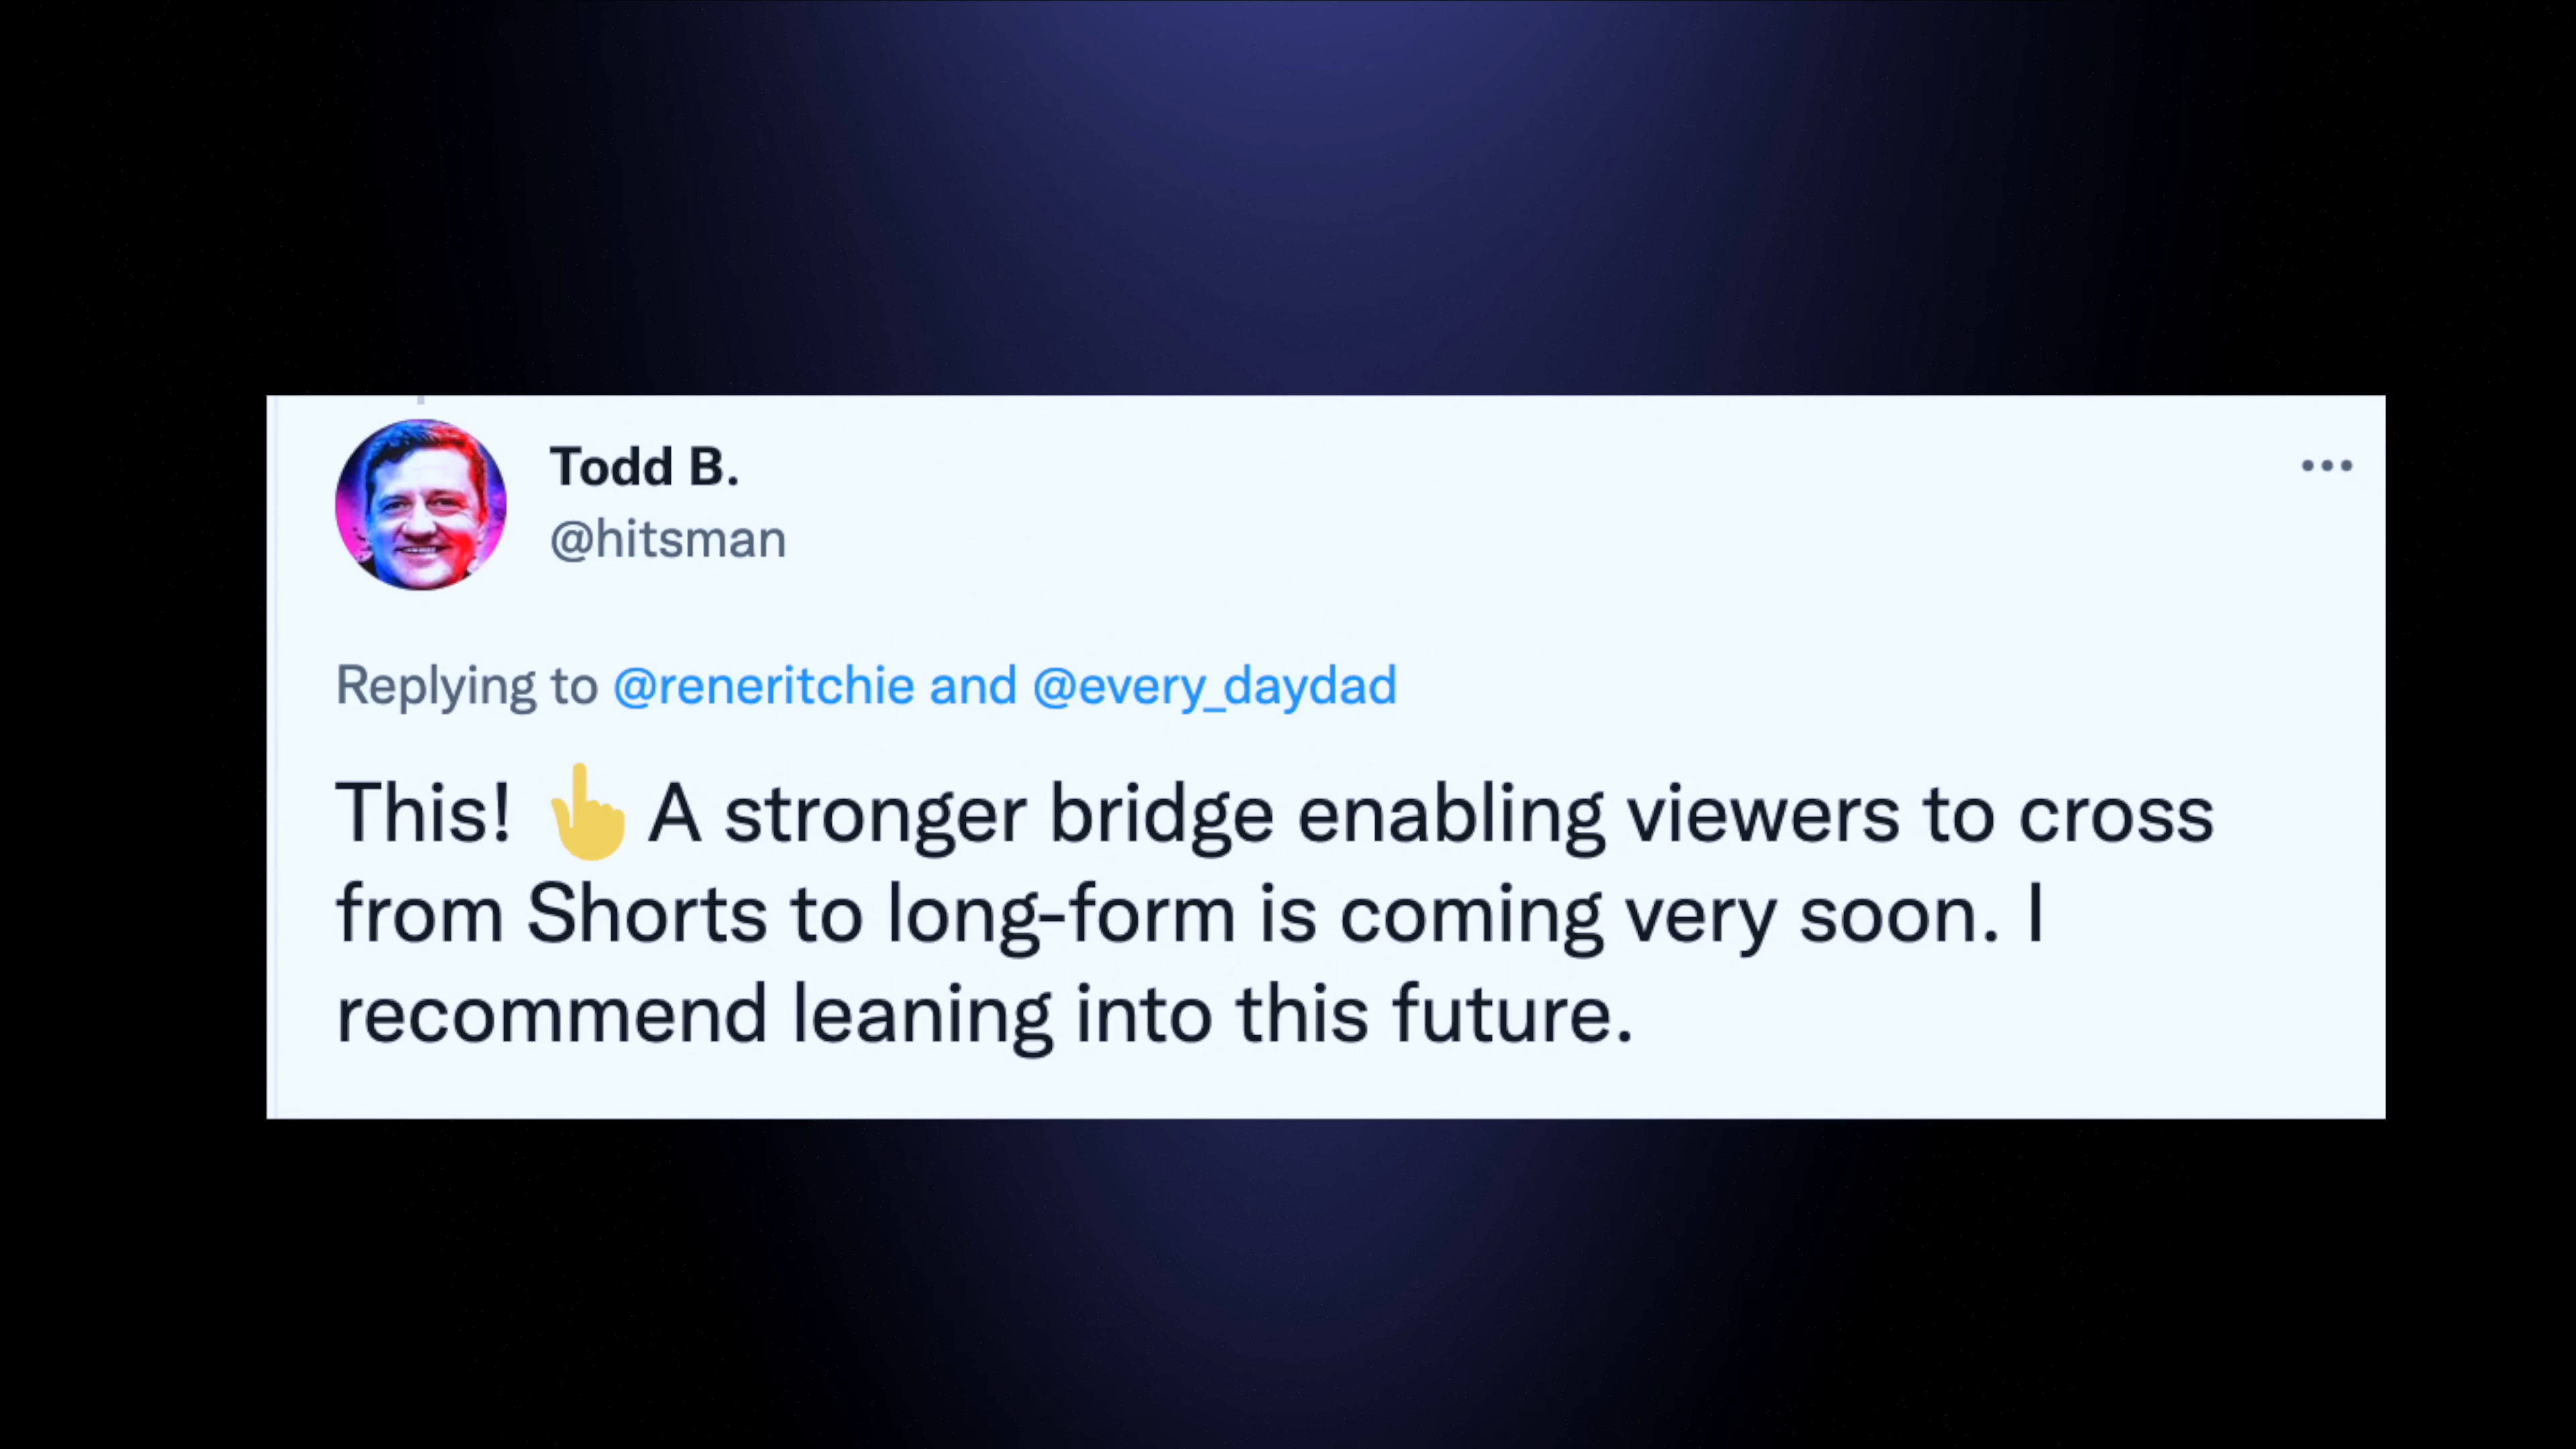 Todd B.
@hitsman
Replying to @reneritchie and @every_daydad
This! 👆 A stronger bridge enabling viewers to cross
from Shorts to long-form is coming very soon. I
recommend leaning into this future.